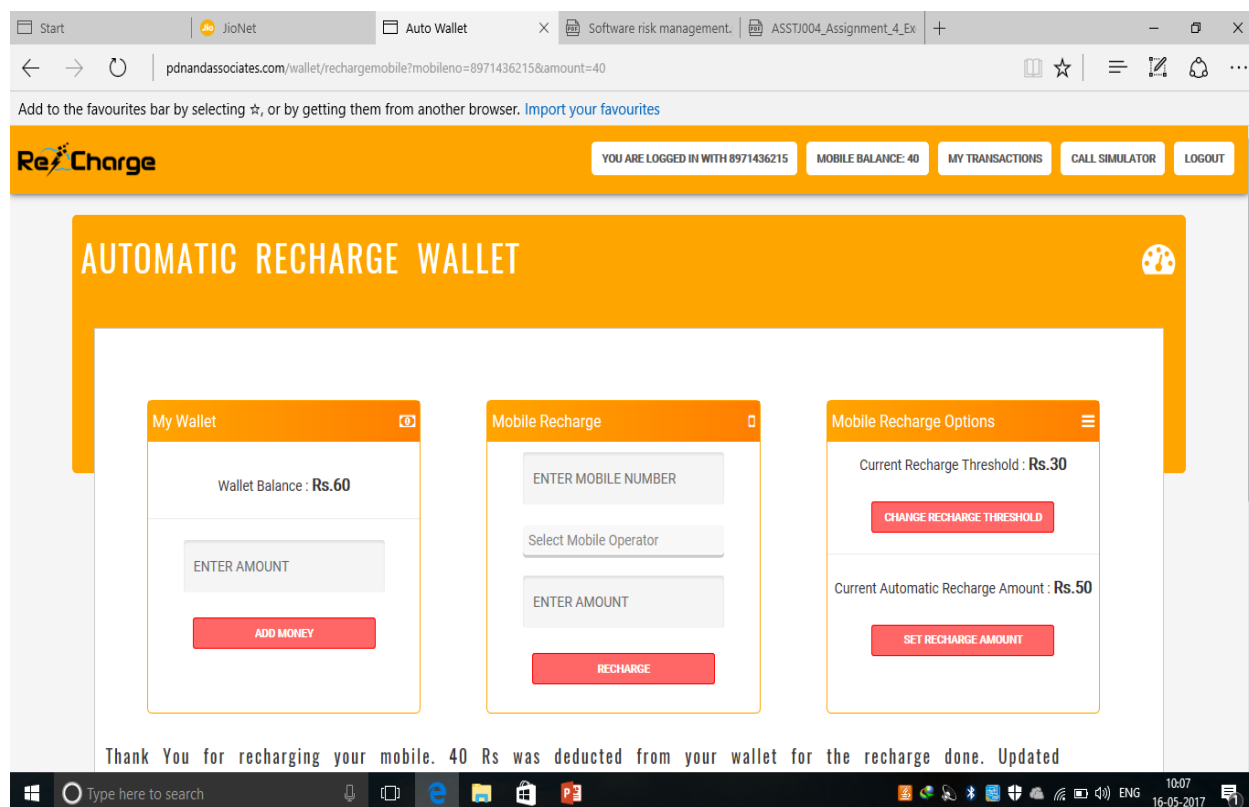 Start
JioNet
Auto Wallet
Software risk management.
ASSTJ004_Assignment_4_Ex
pdnandassociates.com/wallet/rechargemobile?mobileno=8971436215&amount=40
Add to the favourites bar by selecting ☆, or by getting them from another browser. Import your favourites
Re Charge
YOU ARE LOGGED IN WITH 8971436215
MOBILE BALANCE: 40
MY TRANSACTIONS
CALL SIMULATOR
LOGOUT
AUTOMATIC RECHARGE WALLET
My Wallet
Wallet Balance : Rs.60
ENTER AMOUNT
ADD MONEY
Mobile Recharge
ENTER MOBILE NUMBER
Select Mobile Operator
ENTER AMOUNT
RECHARGE
Mobile Recharge Options
Current Recharge Threshold : Rs.30
CHANGE RECHARGE THRESHOLD
Current Automatic Recharge Amount : Rs.50
SET RECHARGE AMOUNT
Thank You for recharging your mobile. 40 Rs was deducted from your wallet for the recharge done. Updated
Type here to search
ENG
10:07
16-05-2017